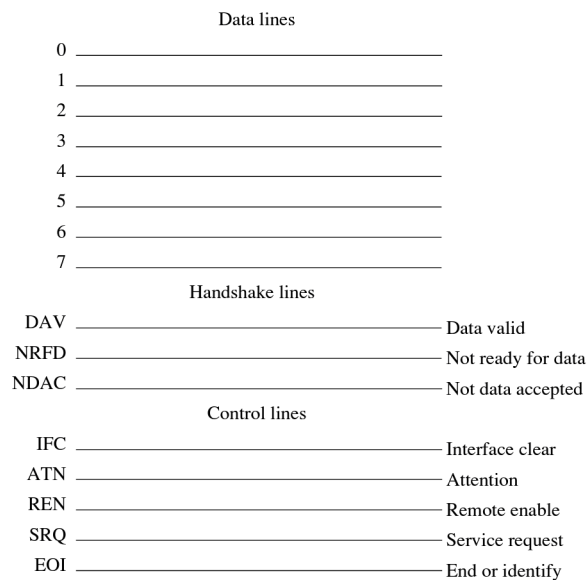 Data lines
0
1
2
3
4
5
6
7
Handshake lines
DAV Data valid
NRFD Not ready for data
NDAC Not data accepted
Control lines
IFC Interface clear
ATN Attention
REN Remote enable
SRQ Service request
EOI End or identify